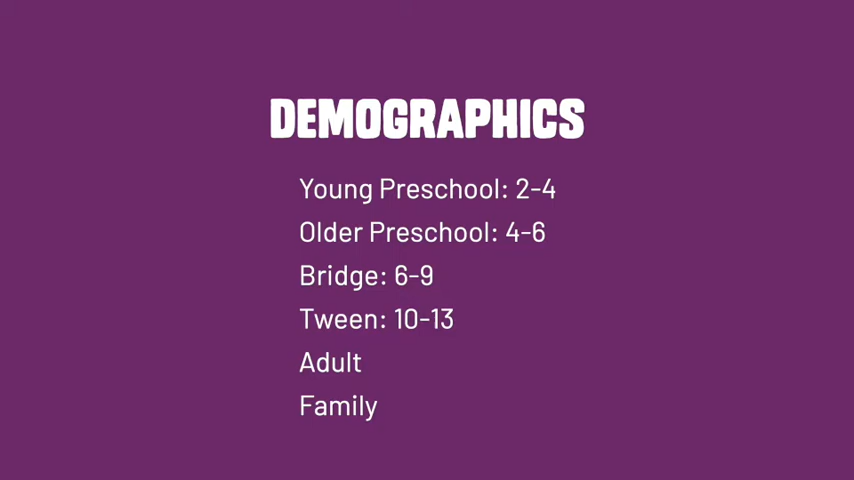 DEMOGRAPHICS
Young Preschool: 2-4
Older Preschool: 4-6
Bridge: 6-9
Tween: 10-13
Adult
Family